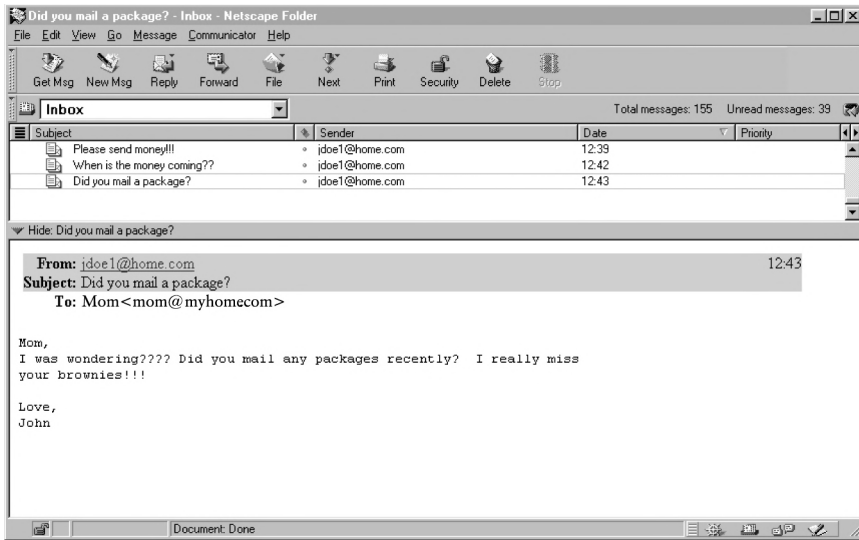 Did you mail a package? - Inbox - Netscape Folder
File Edit View Go Message Communicator Help
Get Msg New Msg Reply Forward File Next Print Security Delete Stop
Inbox Total messages: 155 Unread messages: 39
Subject Sender Date Priority
Please send money!!! jdoe1@home.com 12:39
When is the money coming?? jdoe1@home.com 12:42
Did you mail a package? jdoe1@home.com 12:43
Hide: Did you mail a package?
From: jdoe1@home.com 12:43
Subject: Did you mail a package?
To: Mom<mom@myhomecom>
Mom,
I was wondering???? Did you mail any packages recently? I really miss
your brownies!!!
Love,
John
Document: Done